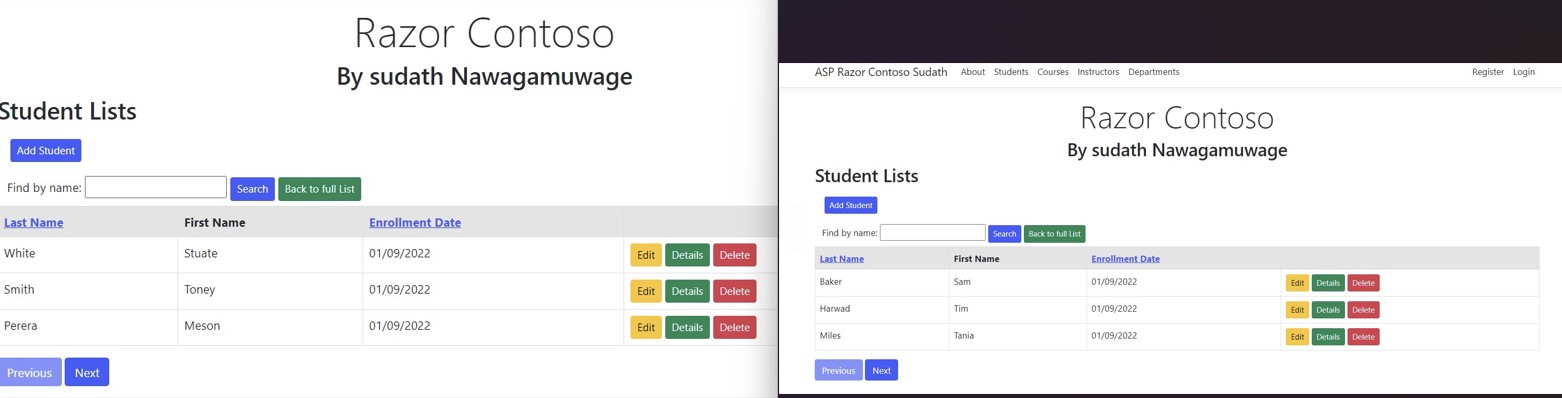 Razor Contoso
By sudath Nawagamuwage
Student Lists
Add Student
Find by name: Search Back to full List
Last Name First Name Enrollment Date
White Stuate 01/09/2022 Edit Details Delete
Smith Toney 01/09/2022 Edit Details Delete
Perera Meson 01/09/2022 Edit Details Delete
Previous Next
ASP Razor Contoso Sudath About Students Courses Instructors Departments Register Login
Razor Contoso
By sudath Nawagamuwage
Student Lists
Add Student
Find by name: Search Back to full List
Last Name First Name Enrollment Date
Baker Sam 01/09/2022 Edit Details Delete
Harwad Tim 01/09/2022 Edit Details Delete
Miles Tania 01/09/2022 Edit Details Delete
Previous Next